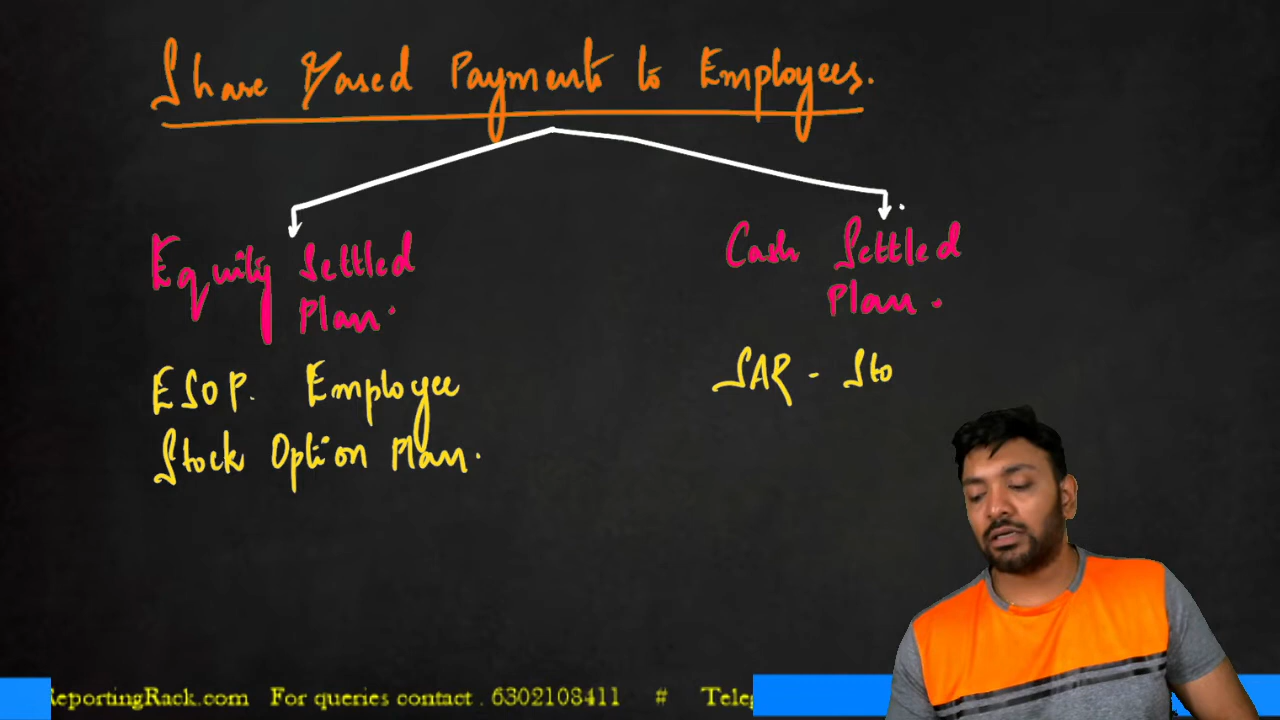 Share Based Payments to Employees.
Equity Settled Plan.
Cash Settled Plan.
ESOP. Employee
Stock Option Plan.
SAR - Sto
ReportingRack.com For queries contact . 6302108411 # Teleg